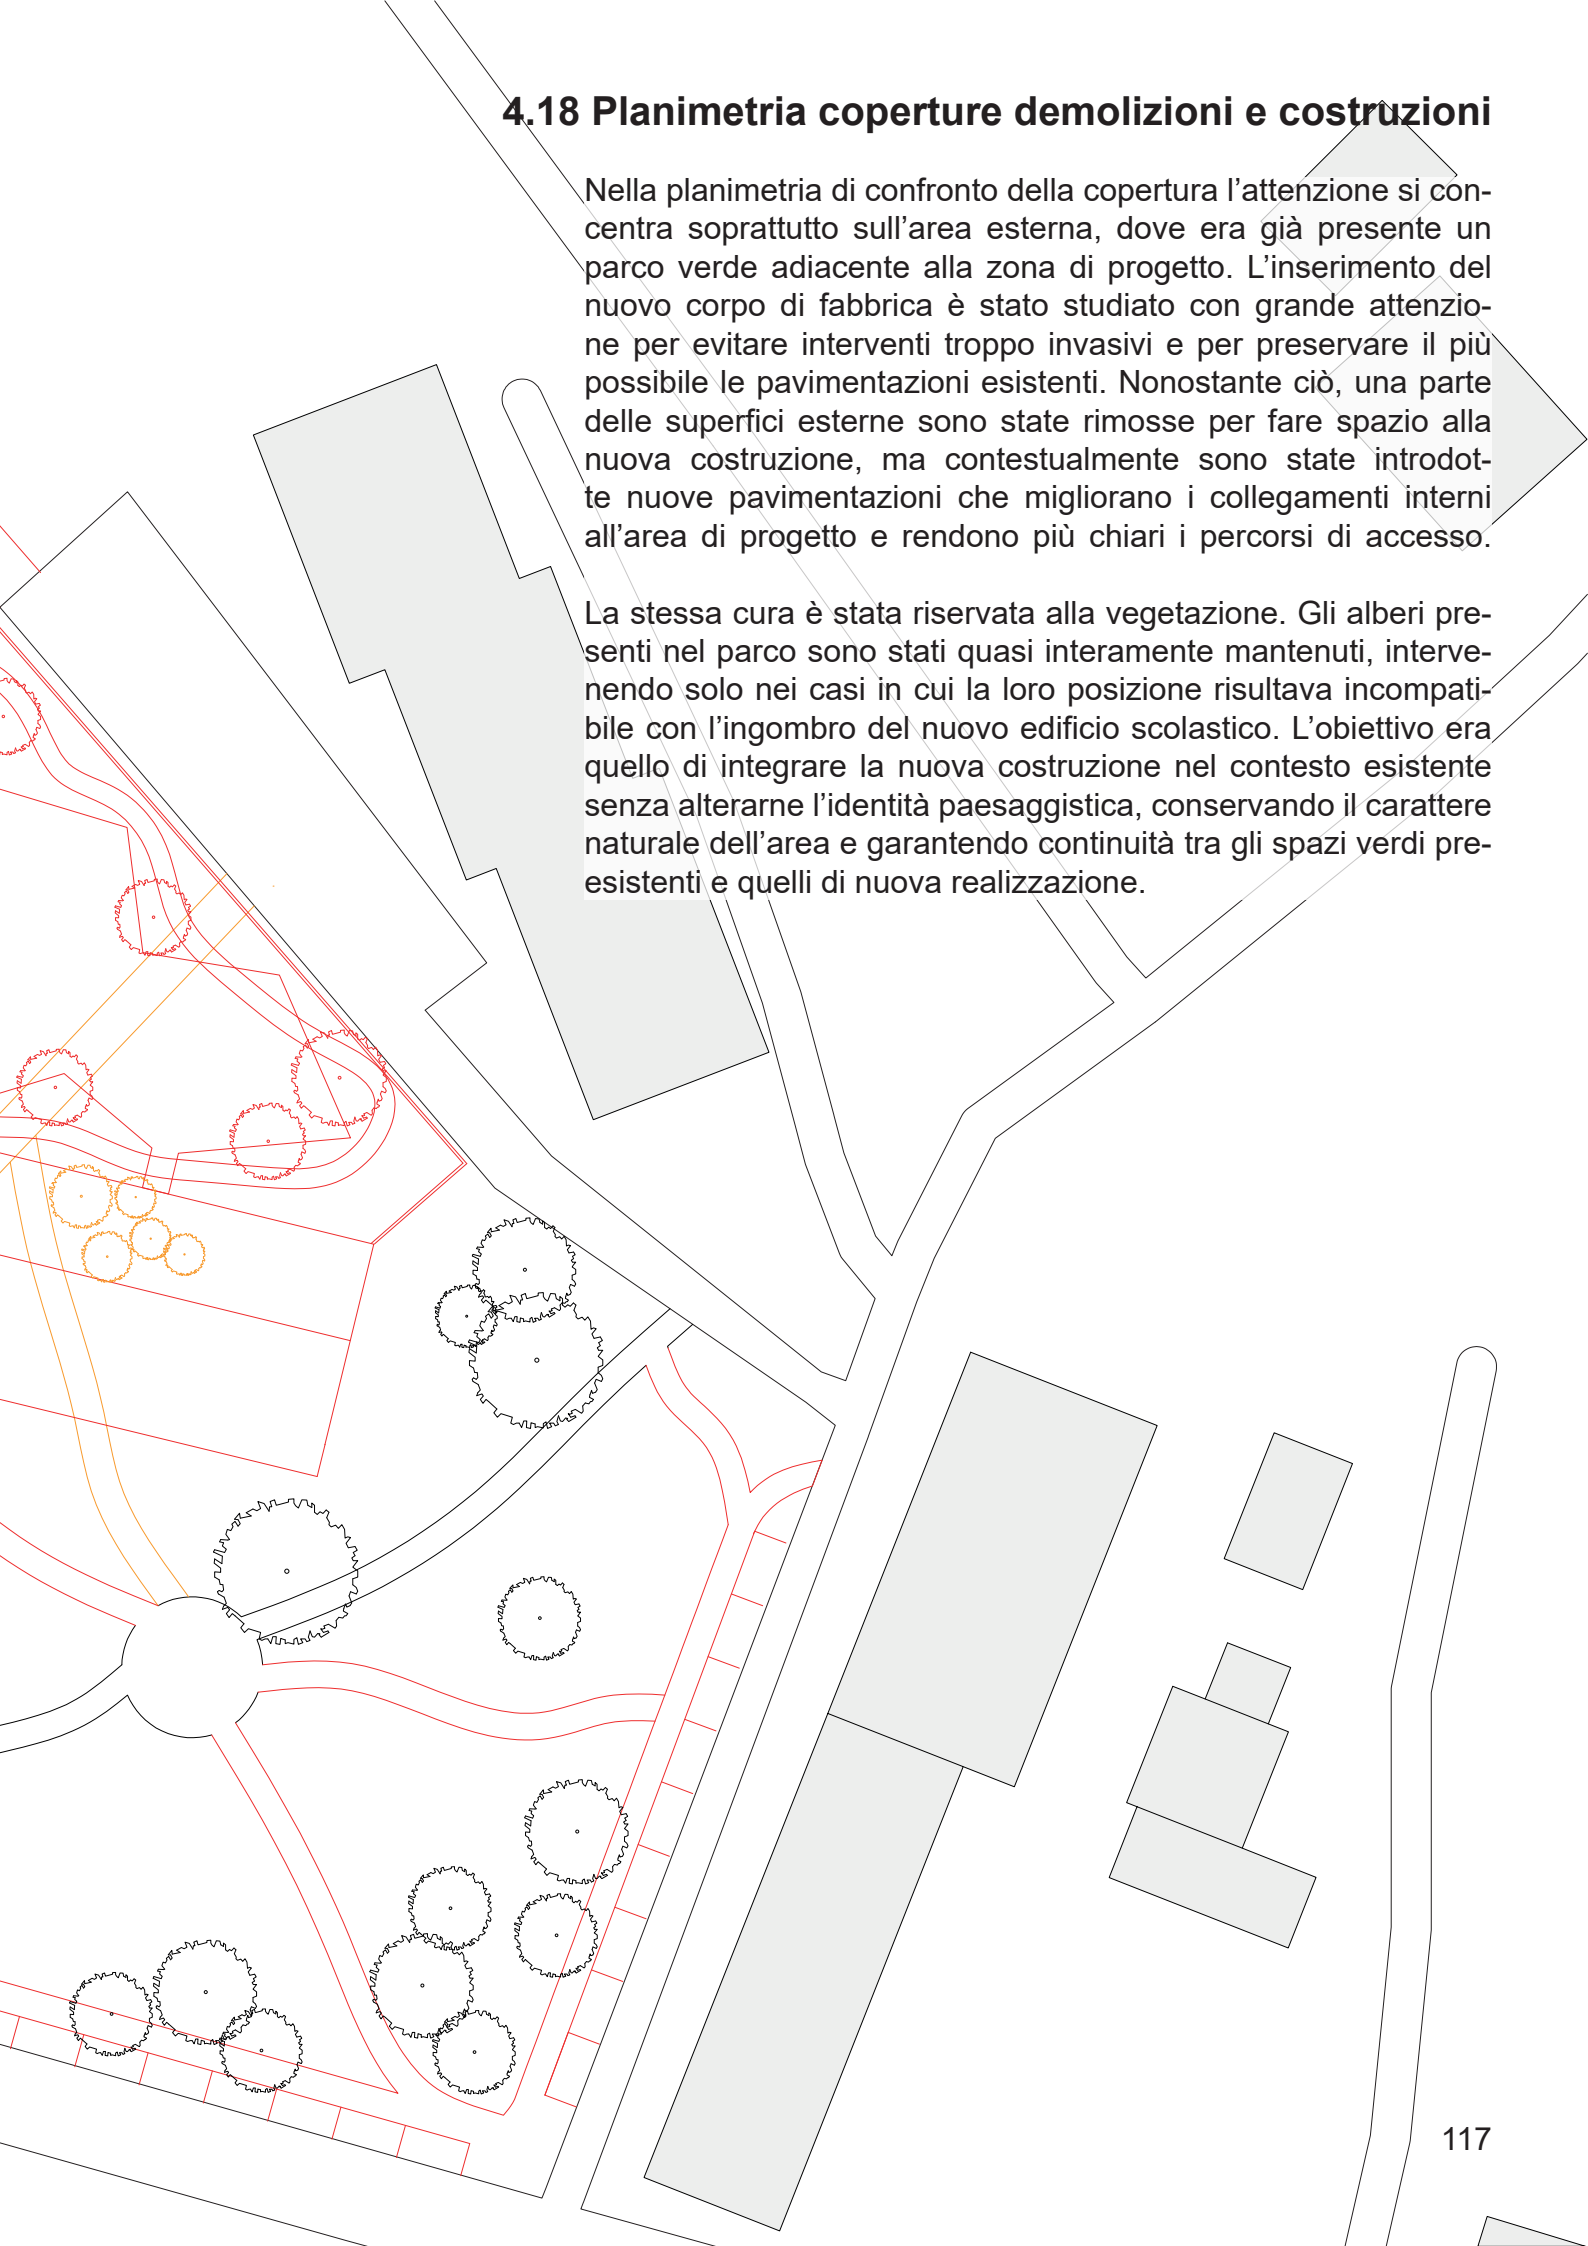 4.18 Planimetria coperture demolizioni e costruzioni
Nella planimetria di confronto della copertura l’attenzione si con-
centra soprattutto sull’area esterna, dove era già presente un
parco verde adiacente alla zona di progetto. L’inserimento del
nuovo corpo di fabbrica è stato studiato con grande attenzio-
ne per evitare interventi troppo invasivi e per preservare il più
possibile le pavimentazioni esistenti. Nonostante ciò, una parte
delle superfici esterne sono state rimosse per fare spazio alla
nuova costruzione, ma contestualmente sono state introdot-
te nuove pavimentazioni che migliorano i collegamenti interni
all’area di progetto e rendono più chiari i percorsi di accesso.
La stessa cura è stata riservata alla vegetazione. Gli alberi pre-
senti nel parco sono stati quasi interamente mantenuti, interve-
nendo solo nei casi in cui la loro posizione risultava incompati-
bile con l’ingombro del nuovo edificio scolastico. L’obiettivo era
quello di integrare la nuova costruzione nel contesto esistente
senza alterarne l’identità paesaggistica, conservando il carattere
naturale dell’area e garantendo continuità tra gli spazi verdi pre-
esistenti e quelli di nuova realizzazione.
117